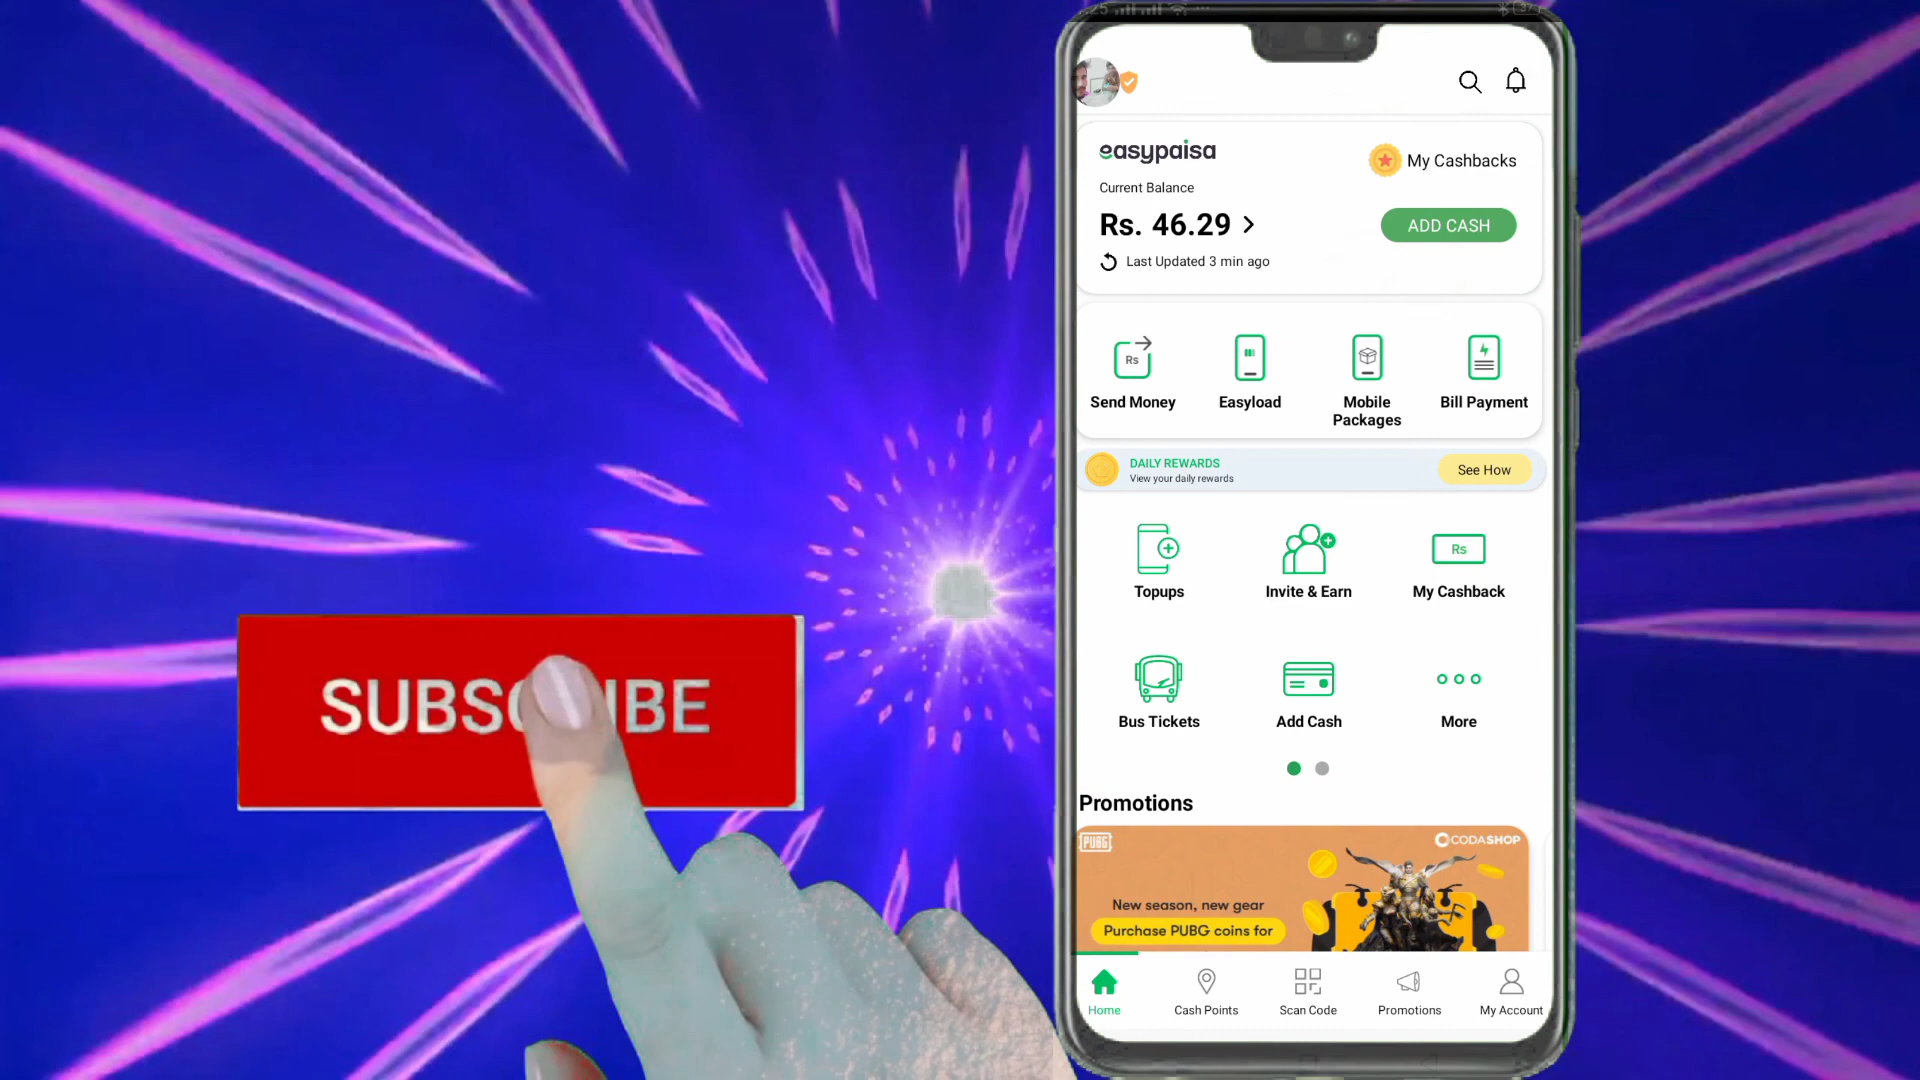 SUBSC IBE
easypaisa
My Cashbacks
Current Balance
Rs. 46.29
ADD CASH
Last Updated 3 min ago
Rs
Send Money
Easyload
Mobile Packages
Bill Payment
DAILY REWARDS
View your daily rewards
See How
Topups
Invite & Earn
Rs
My Cashback
Bus Tickets
Add Cash
More
Promotions
PUBG
CODASHOP
New season, new gear
Purchase PUBG coins for
Home
Cash Points
Scan Code
Promotions
My Account